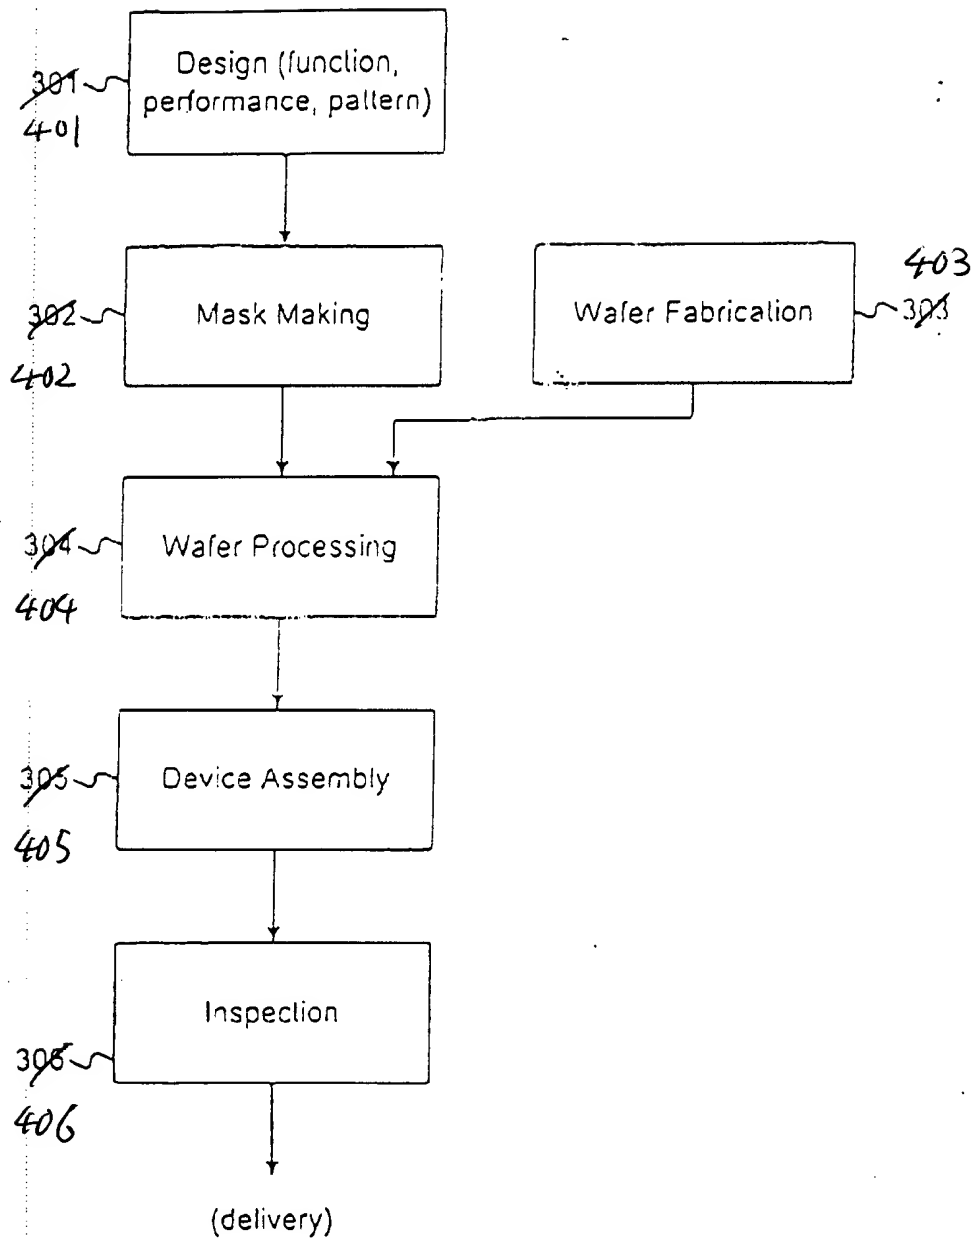 Design (function,
performance, pattern)
301
401
Mask Making
302
402
Wafer Fabrication
403
303
Wafer Processing
304
404
Device Assembly
305
405
Inspection
306
406
(delivery)